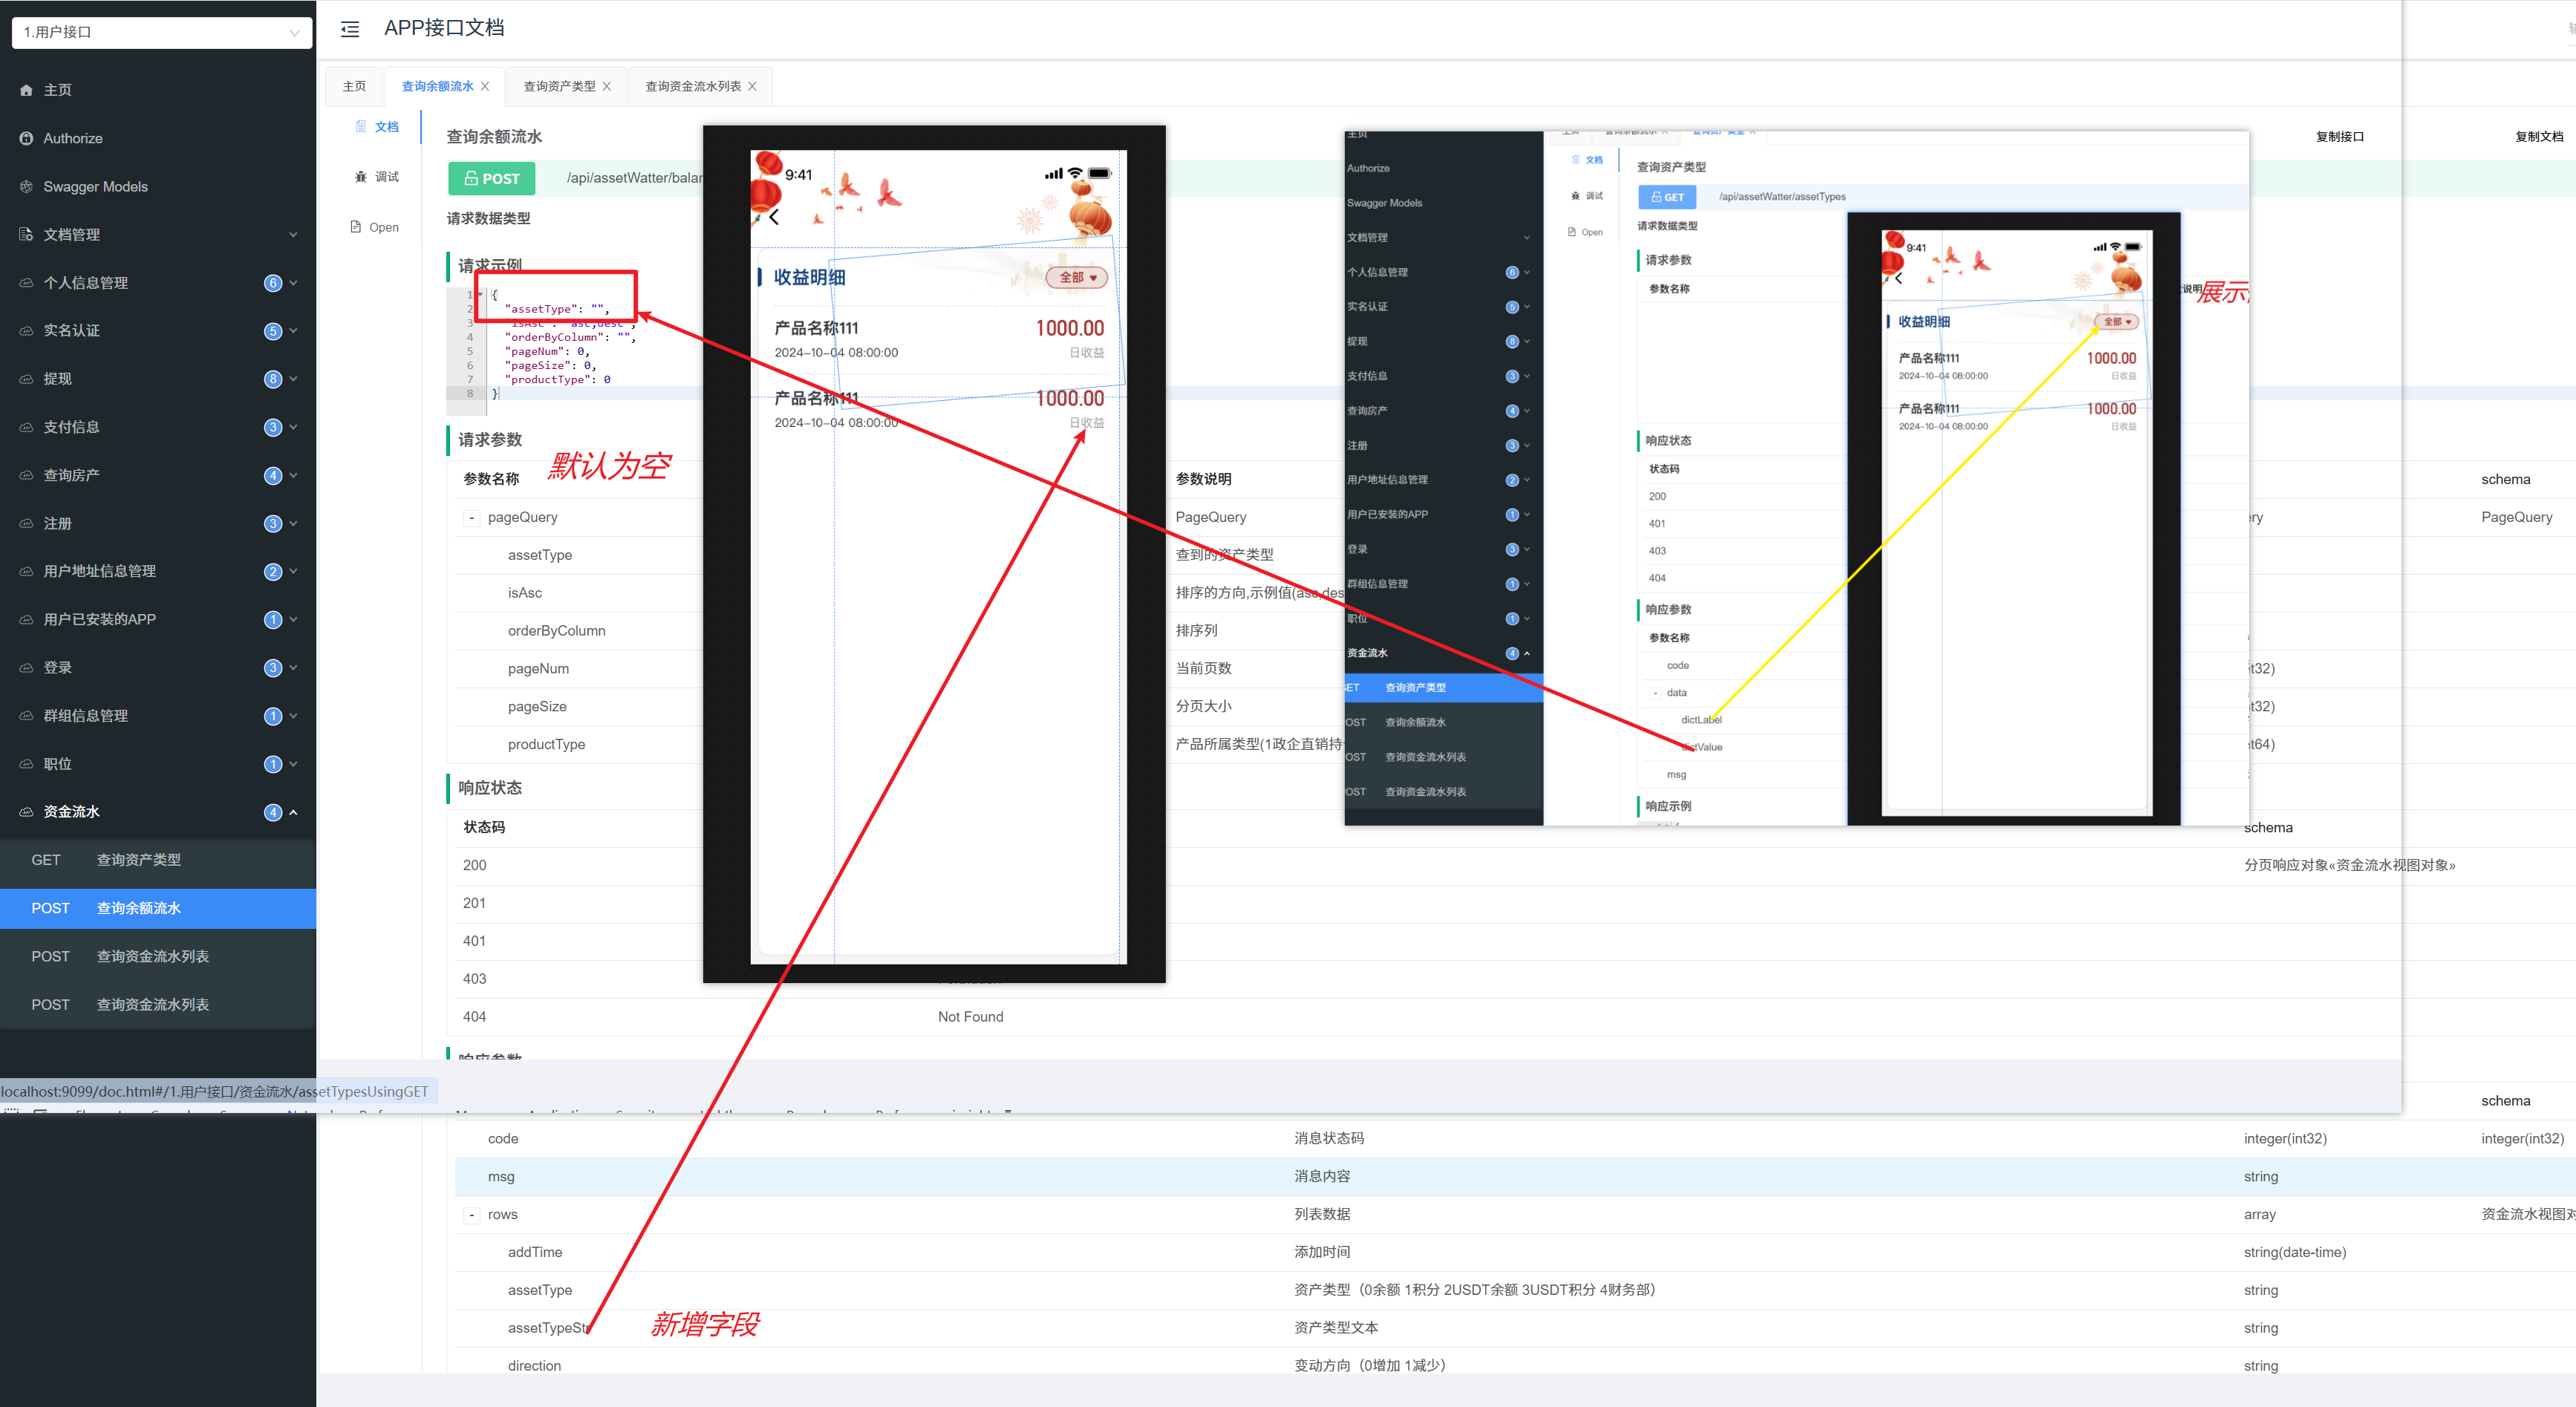 1.用户接口
主页
Authorize
Swagger Models
文档管理
个人信息管理 6
实名认证 5
提现 8
支付信息 3
查询房产 4
注册 3
用户地址信息管理 2
用户已安装的APP 1
登录 3
群组信息管理 1
职位 1
资金流水 4
GET 查询资产类型
POST 查询余额流水
POST 查询资金流水列表
POST 查询资金流水列表
localhost:9099/doc.html#/1.用户接口/资金流水/assetTypesUsingGET
APP接口文档
主页
查询余额流水
查询资产类型
查询资金流水列表
文档
调试
Open
查询余额流水
复制接口
复制文档
POST /api/assetWatter/balan
请求数据类型
请求示例
1 {
2 "assetType": "",
3 "isAsc": "asc,desc",
4 "orderByColumn": "",
5 "pageNum": 0,
6 "pageSize": 0,
7 "productType": 0
8 }
请求参数
默认为空
参数名称 参数说明 schema
pageQuery PageQuery ery PageQuery
assetType 查到的资产类型
isAsc 排序的方向,示例值(asc,des
orderByColumn 排序列
pageNum 当前页数 it32)
pageSize 分页大小 it32)
productType 产品所属类型(1政企直销持 et64)
响应状态
状态码 schema
200 分页响应对象«资金流水视图对象»
201
401
403
404 Not Found
响应参数
schema
code 消息状态码 integer(int32) integer(int32)
msg 消息内容 string
rows 列表数据 array 资金流水视图对
addTime 添加时间 string(date-time)
assetType 资产类型（0余额 1积分 2USDT余额 3USDT积分 4财务部） string
assetTypeStr 新增字段 资产类型文本 string
direction 变动方向（0增加 1减少） string
9:41
收益明细 全部
产品名称111 1000.00
2024-10-04 08:00:00 日收益
产品名称111 1000.00
2024-10-04 08:00:00 日收益
主页
Authorize
Swagger Models
文档管理
个人信息管理 6
实名认证 5
提现 8
支付信息 3
查询房产 4
注册 3
用户地址信息管理 2
用户已安装的APP 1
登录 3
群组信息管理 1
职位 1
资金流水 4
GET 查询资产类型
POST 查询余额流水
POST 查询资金流水列表
POST 查询资金流水列表
文档
调试
Open
查询资产类型
GET /api/assetWatter/assetTypes
请求数据类型
请求参数
参数名称
说明
展示
响应状态
状态码
200
401
403
404
响应参数
参数名称
code
data
dictLabel
dictValue
msg
响应示例
9:41
收益明细 全部
产品名称111 1000.00
2024-10-04 08:00:00 日收益
产品名称111 1000.00
2024-10-04 08:00:00 日收益